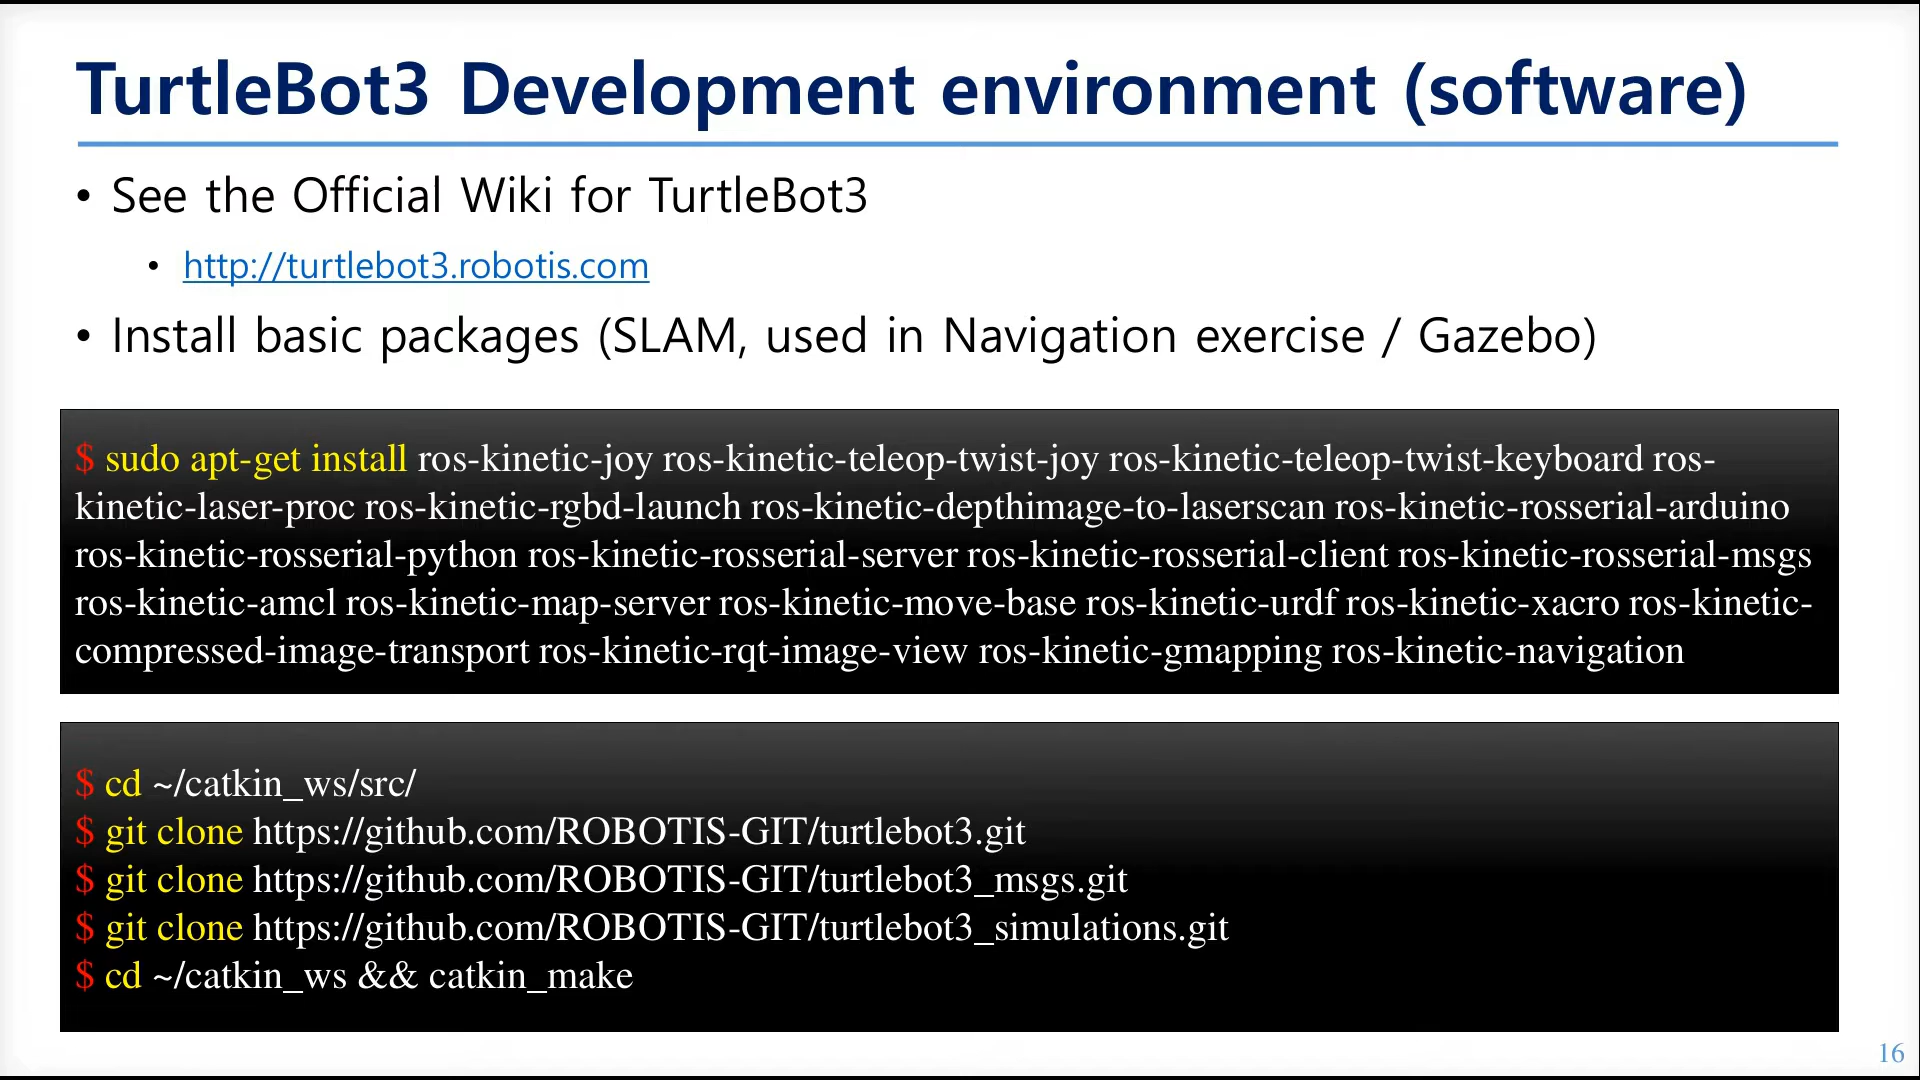 TurtleBot3 Development environment (software)
• See the Official Wiki for TurtleBot3
• http://turtlebot3.robotis.com
• Install basic packages (SLAM, used in Navigation exercise / Gazebo)
$ sudo apt-get install ros-kinetic-joy ros-kinetic-teleop-twist-joy ros-kinetic-teleop-twist-keyboard ros-
kinetic-laser-proc ros-kinetic-rgbd-launch ros-kinetic-depthimage-to-laserscan ros-kinetic-rosserial-arduino
ros-kinetic-rosserial-python ros-kinetic-rosserial-server ros-kinetic-rosserial-client ros-kinetic-rosserial-msgs
ros-kinetic-amcl ros-kinetic-map-server ros-kinetic-move-base ros-kinetic-urdf ros-kinetic-xacro ros-kinetic-
compressed-image-transport ros-kinetic-rqt-image-view ros-kinetic-gmapping ros-kinetic-navigation
$ cd ~/catkin_ws/src/
$ git clone https://github.com/ROBOTIS-GIT/turtlebot3.git
$ git clone https://github.com/ROBOTIS-GIT/turtlebot3_msgs.git
$ git clone https://github.com/ROBOTIS-GIT/turtlebot3_simulations.git
$ cd ~/catkin_ws && catkin_make
16